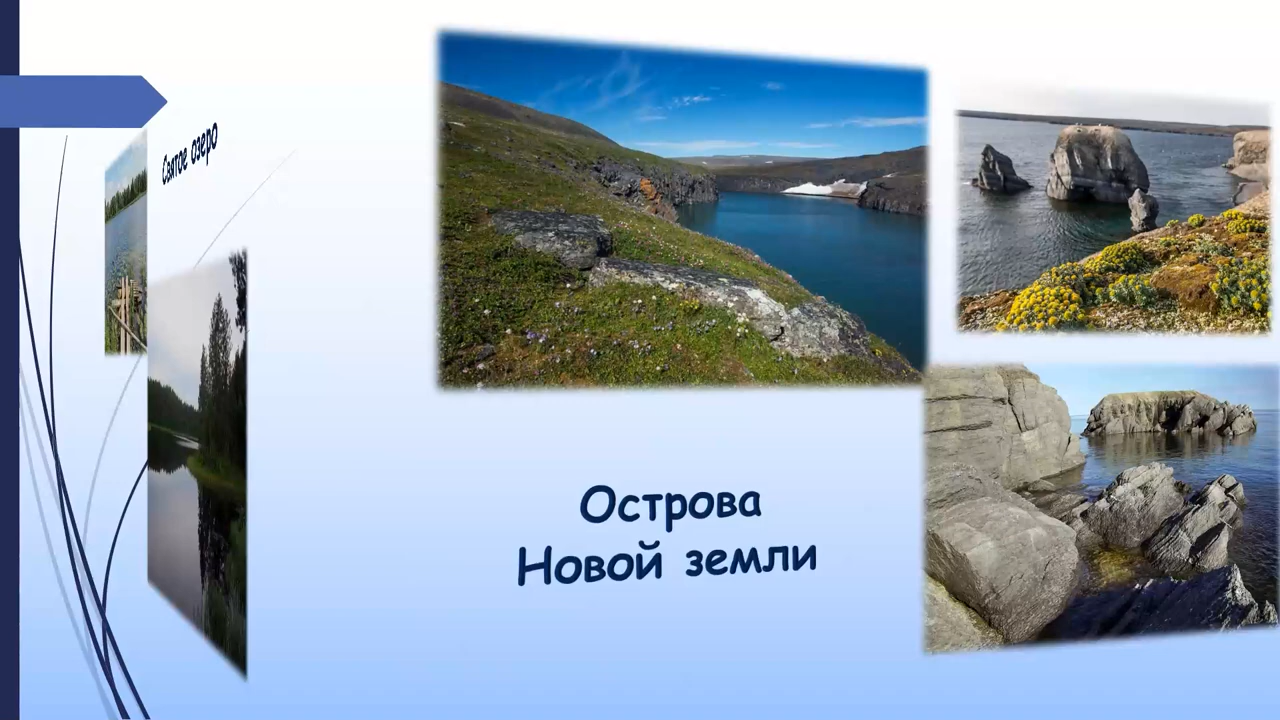 Святое озеро
Острова
Новой земли